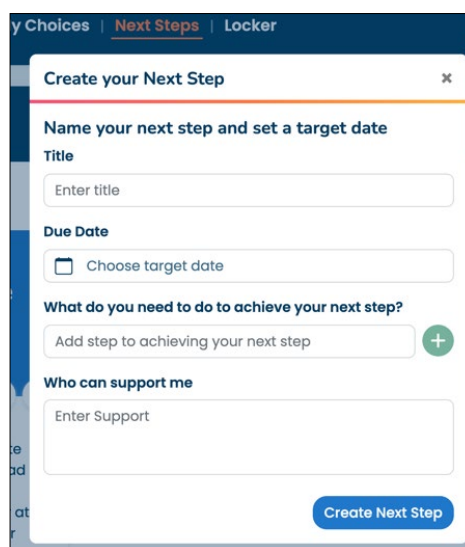 y Choices | Next Steps | Locker
Create your Next Step ×
Name your next step and set a target date
Title
Enter title
Due Date
Choose target date
What do you need to do to achieve your next step?
Add step to achieving your next step +
Who can support me
Enter Support
Create Next Step